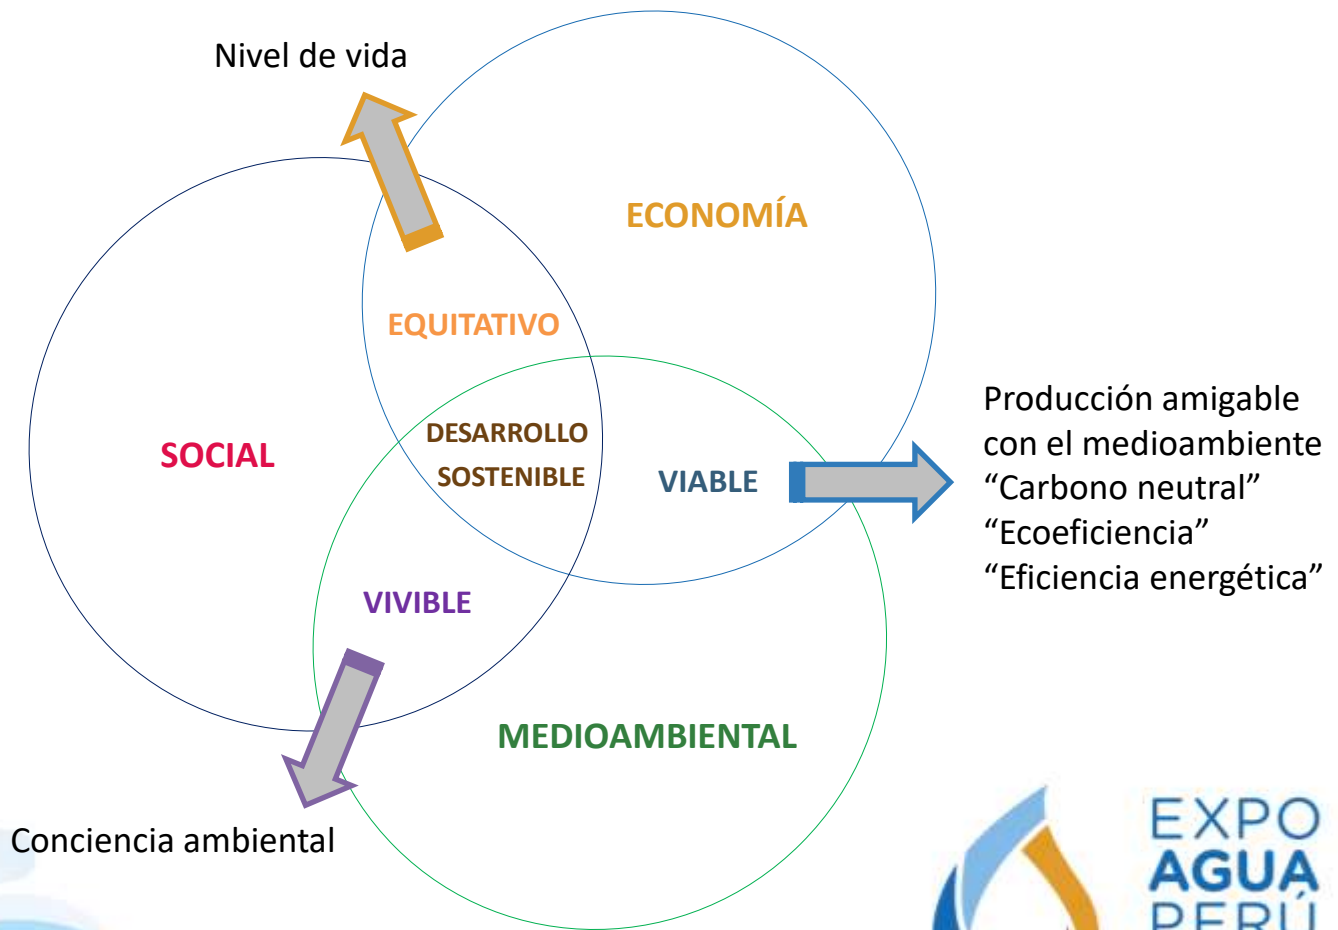 Nivel de vida
ECONOMÍA
EQUITATIVO
SOCIAL
DESARROLLO
SOSTENIBLE
VIABLE
Producción amigable
con el medioambiente
“Carbono neutral”
“Ecoeficiencia”
“Eficiencia energética”
VIVIBLE
MEDIOAMBIENTAL
Conciencia ambiental
EXPO
AGUA
PERÚ